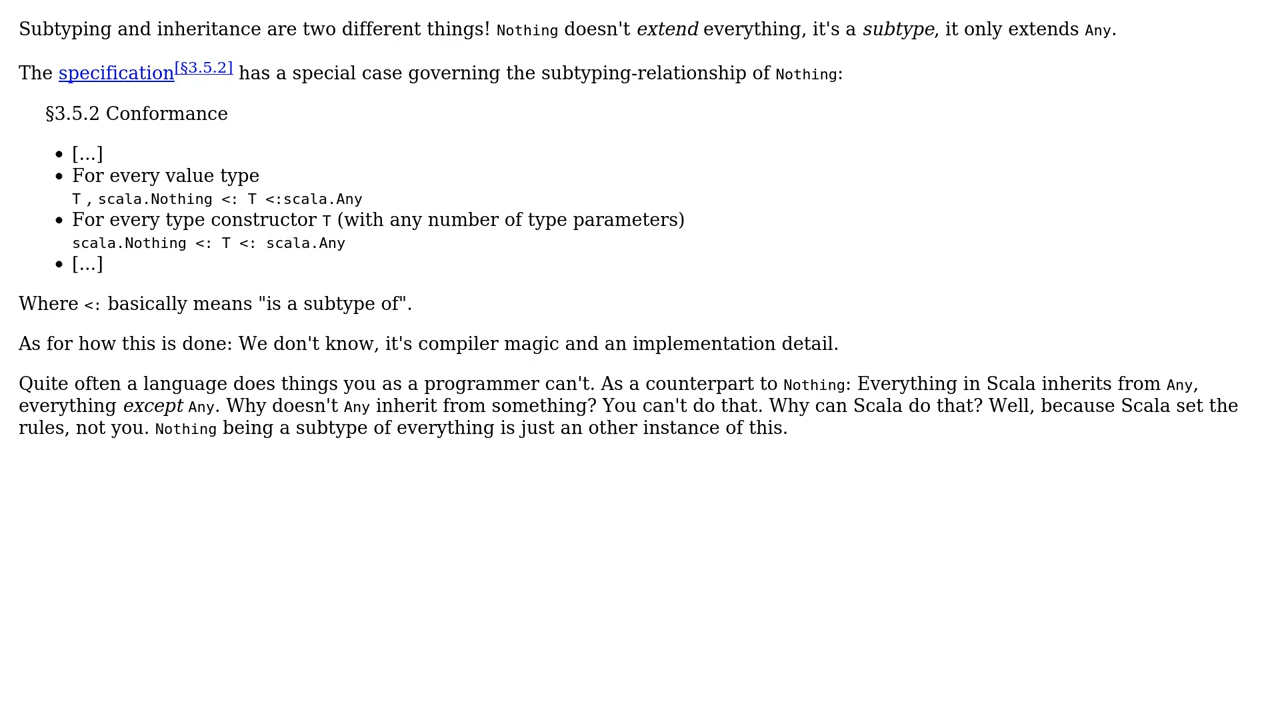 Subtyping and inheritance are two different things! Nothing doesn't extend everything, it's a subtype, it only extends Any.
The specification[§3.5.2] has a special case governing the subtyping-relationship of Nothing:
§3.5.2 Conformance
• [...]
• For every value type
T , scala.Nothing <: T <:scala.Any
• For every type constructor T (with any number of type parameters)
scala.Nothing <: T <: scala.Any
• [...]
Where <: basically means "is a subtype of".
As for how this is done: We don't know, it's compiler magic and an implementation detail.
Quite often a language does things you as a programmer can't. As a counterpart to Nothing: Everything in Scala inherits from Any,
everything except Any. Why doesn't Any inherit from something? You can't do that. Why can Scala do that? Well, because Scala set the
rules, not you. Nothing being a subtype of everything is just an other instance of this.